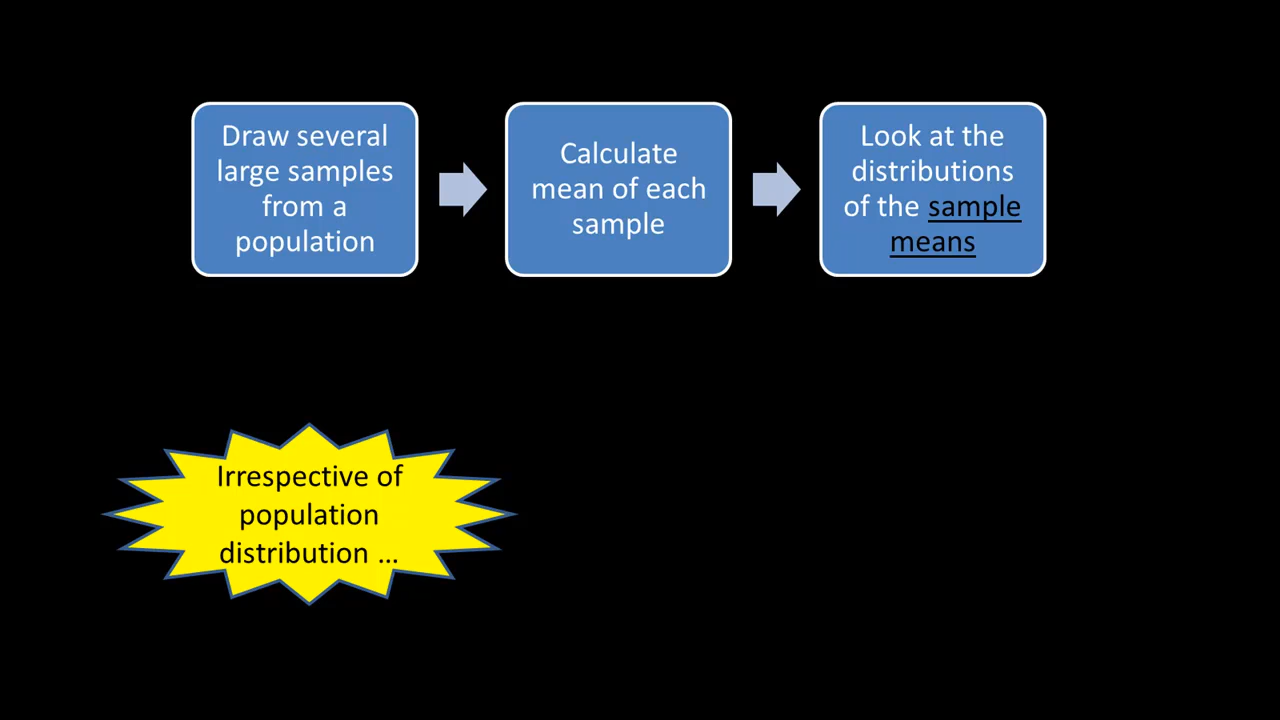 Draw several
large samples
from a
population
Calculate
mean of each
sample
Look at the
distributions
of the sample
means
Irrespective of
population
distribution ...